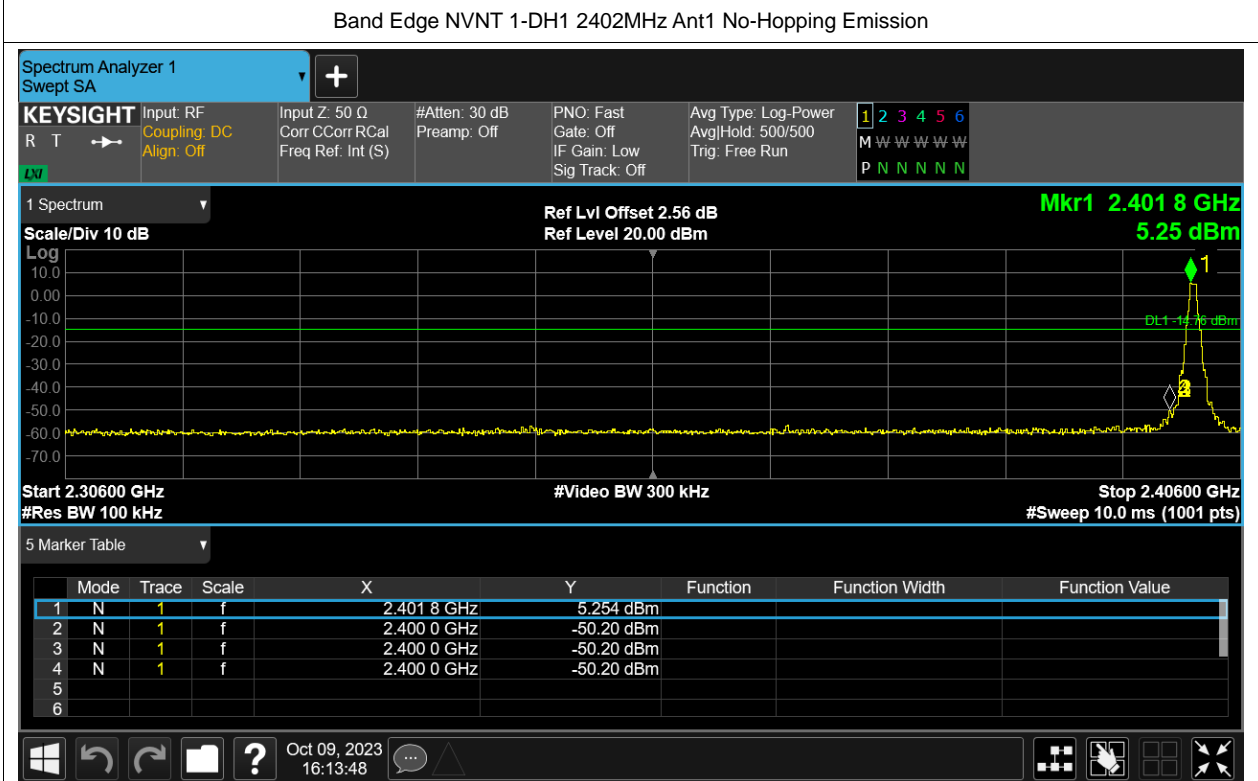 Band Edge NVNT 1-DH1 2402MHz Ant1 No-Hopping Emission
Spectrum Analyzer 1
Swept SA
KEYSIGHT Input: RF Input Z: 50 Ω #Atten: 30 dB PNO: Fast Avg Type: Log-Power 1 2 3 4 5 6
R T Coupling: DC Corr CCorr RCal Preamp: Off Gate: Off Avg|Hold: 500/500 M W W W W W W
Align: Off Freq Ref: Int (S) IF Gain: Low Trig: Free Run
LXI Sig Track: Off P N N N N N
1 Spectrum
Ref Lvl Offset 2.56 dB Mkr1 2.401 8 GHz
Scale/Div 10 dB Ref Level 20.00 dBm 5.25 dBm
Log
1
10.0
0.00
-10.0
DL1 -14.76 dBm
-20.0
-30.0
-40.0
-50.0
-60.0
-70.0
Start 2.30600 GHz #Video BW 300 kHz Stop 2.40600 GHz
#Res BW 100 kHz #Sweep 10.0 ms (1001 pts)
5 Marker Table
Mode Trace Scale X Y Function Function Width Function Value
1 N 1 f 2.401 8 GHz 5.254 dBm
2 N 1 f 2.400 0 GHz -50.20 dBm
3 N 1 f 2.400 0 GHz -50.20 dBm
4 N 1 f 2.400 0 GHz -50.20 dBm
5
6
? Oct 09, 2023
16:13:48